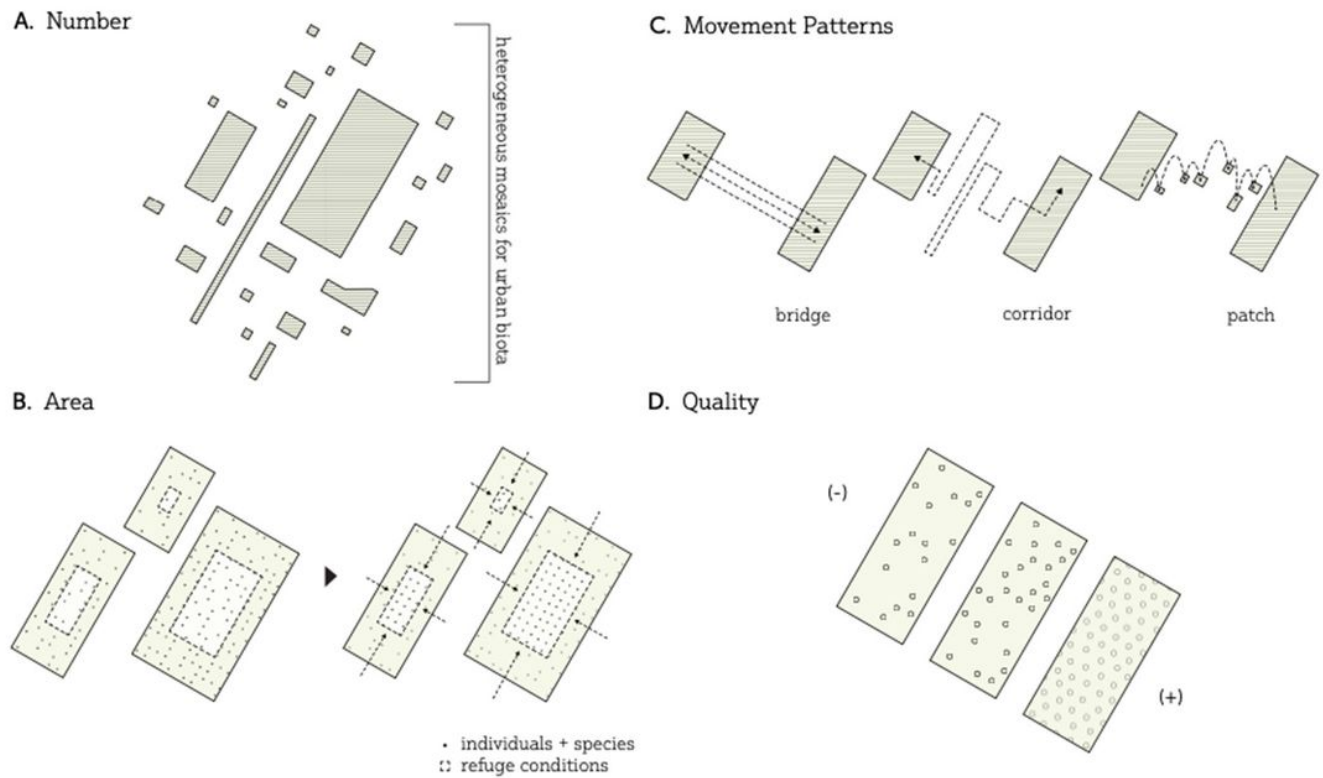 A. Number
heterogeneous mosaics for urban biota
B. Area
• individuals + species
refuge conditions
C. Movement Patterns
bridge
corridor
patch
D. Quality
(-)
(+)